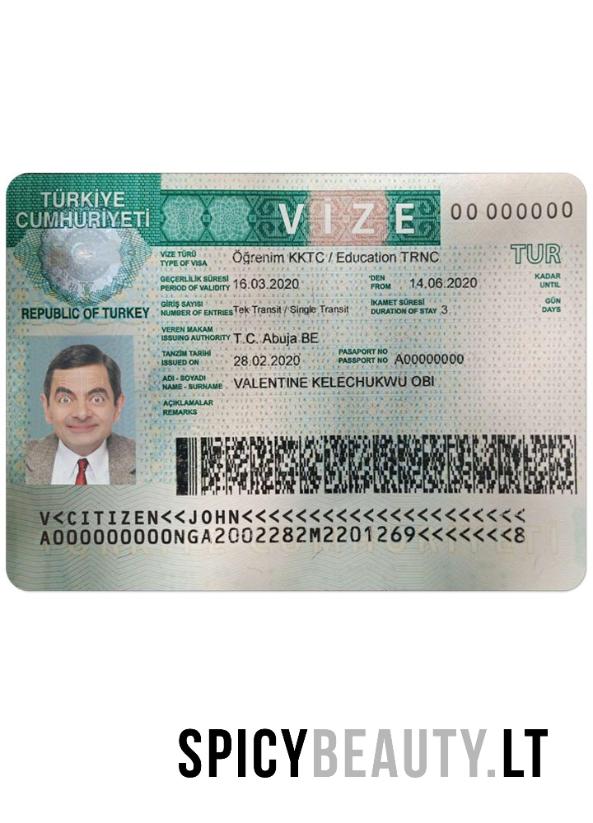 TÜRKİYE
CUMHURİYETİ
REPUBLIC OF TURKEY
VİZE
00 000000
TUR
VİZE TÜRÜ
TYPE OF VISA
Öğrenim KKTC / Education TRNC
GEÇERLİLİK SÜRESİ
PERIOD OF VALIDITY
16.03.2020
'DEN
FROM
14.06.2020
KADAR
UNTIL
GİRİŞ SAYISI
NUMBER OF ENTRIES
Tek Transit / Single Transit
İKAMET SÜRESİ
DURATION OF STAY
3
GÜN
DAYS
VEREN MAKAM
ISSUING AUTHORITY
T.C. Abuja BE
TANZİM TARİHİ
ISSUED ON
28.02.2020
PASAPORT NO
PASSPORT NO
A00000000
ADI - SOYADI
NAME - SURNAME
VALENTINE KELECHUKWU OBI
AÇIKLAMALAR
REMARKS
V<CITIZEN<<JOHN<<<<<<<<<<<<<<<<<<<<<
A000000000NGA2002282M2201269<<<<<<<8
SPICYBEAUTY.LT